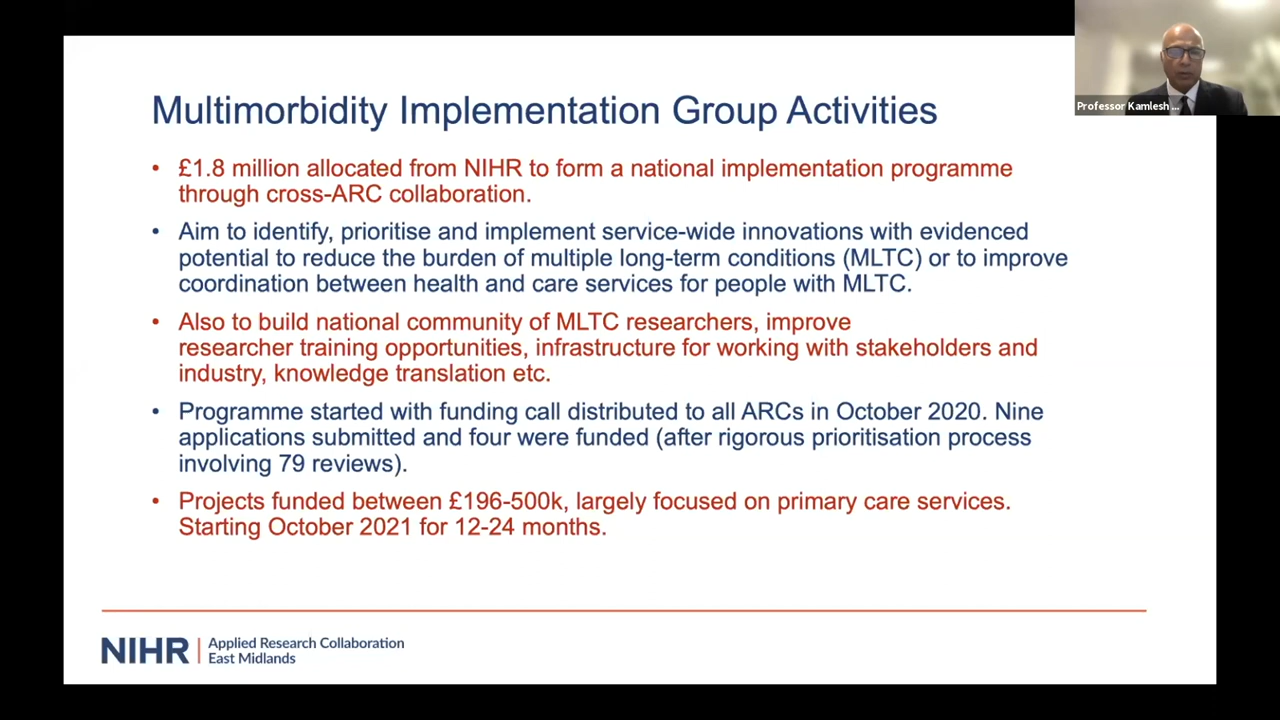 Multimorbidity Implementation Group Activities
Professor Kamlesh ...
• £1.8 million allocated from NIHR to form a national implementation programme
through cross-ARC collaboration.
• Aim to identify, prioritise and implement service-wide innovations with evidenced
potential to reduce the burden of multiple long-term conditions (MLTC) or to improve
coordination between health and care services for people with MLTC.
• Also to build national community of MLTC researchers, improve
researcher training opportunities, infrastructure for working with stakeholders and
industry, knowledge translation etc.
• Programme started with funding call distributed to all ARCs in October 2020. Nine
applications submitted and four were funded (after rigorous prioritisation process
involving 79 reviews).
• Projects funded between £196-500k, largely focused on primary care services.
Starting October 2021 for 12-24 months.
NIHR | Applied Research Collaboration
East Midlands